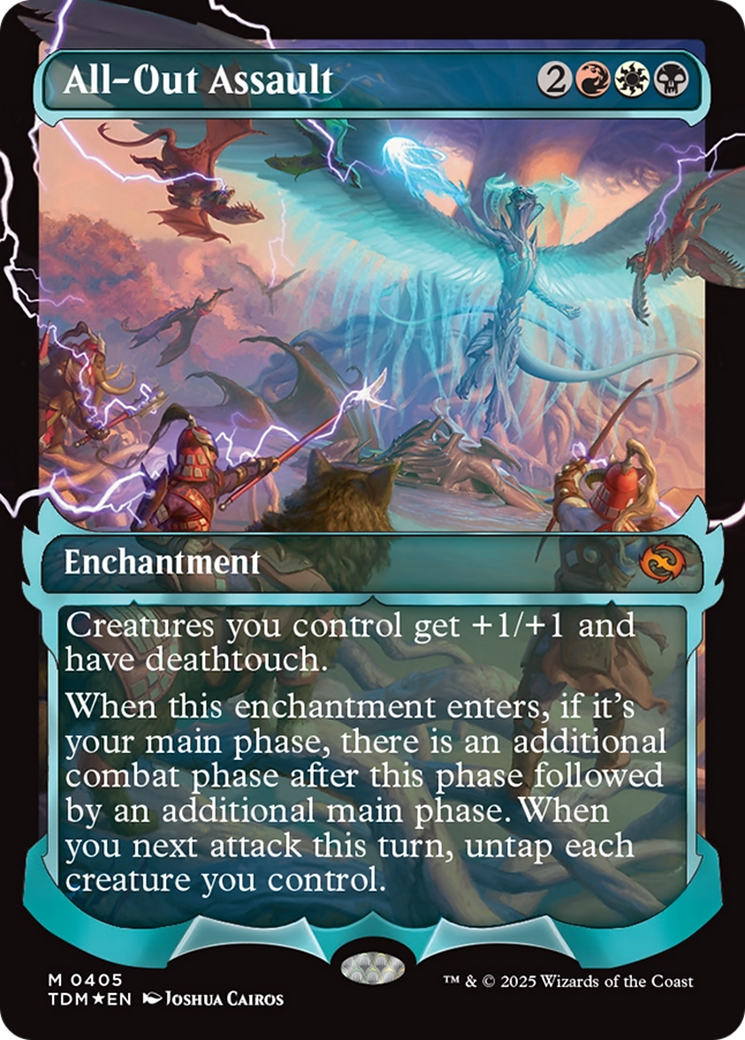 All-Out Assault
2
Enchantment
Creatures you control get +1/+1 and
have deathtouch.
When this enchantment enters, if it's
your main phase, there is an additional
combat phase after this phase followed
by an additional main phase. When
you next attack this turn, untap each
creature you control.
M 0405
TDM★EN Joshua Cairos
™ & © 2025 Wizards of the Coast